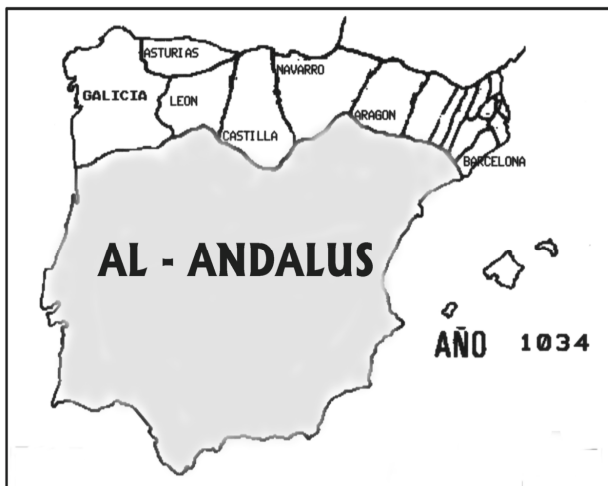 ASTURIAS
NAVARRO
GALICIA
LEON
ARAGON
CASTILLA
BARCELONA
AL - ANDALUS
AÑO 1034